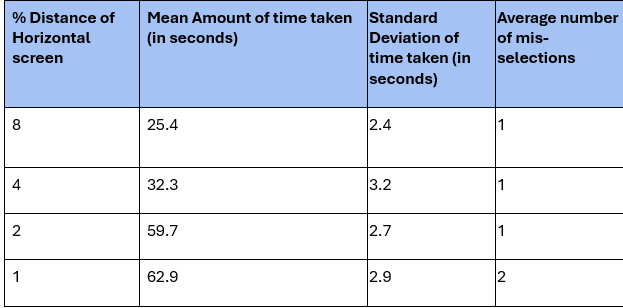 % Distance of Mean Amount of time taken Standard Average number
Horizontal (in seconds) Deviation of of mis-
screen time taken (in selections
seconds)
8 25.4 2.4 1
4 32.3 3.2 1
2 59.7 2.7 1
1 62.9 2.9 2